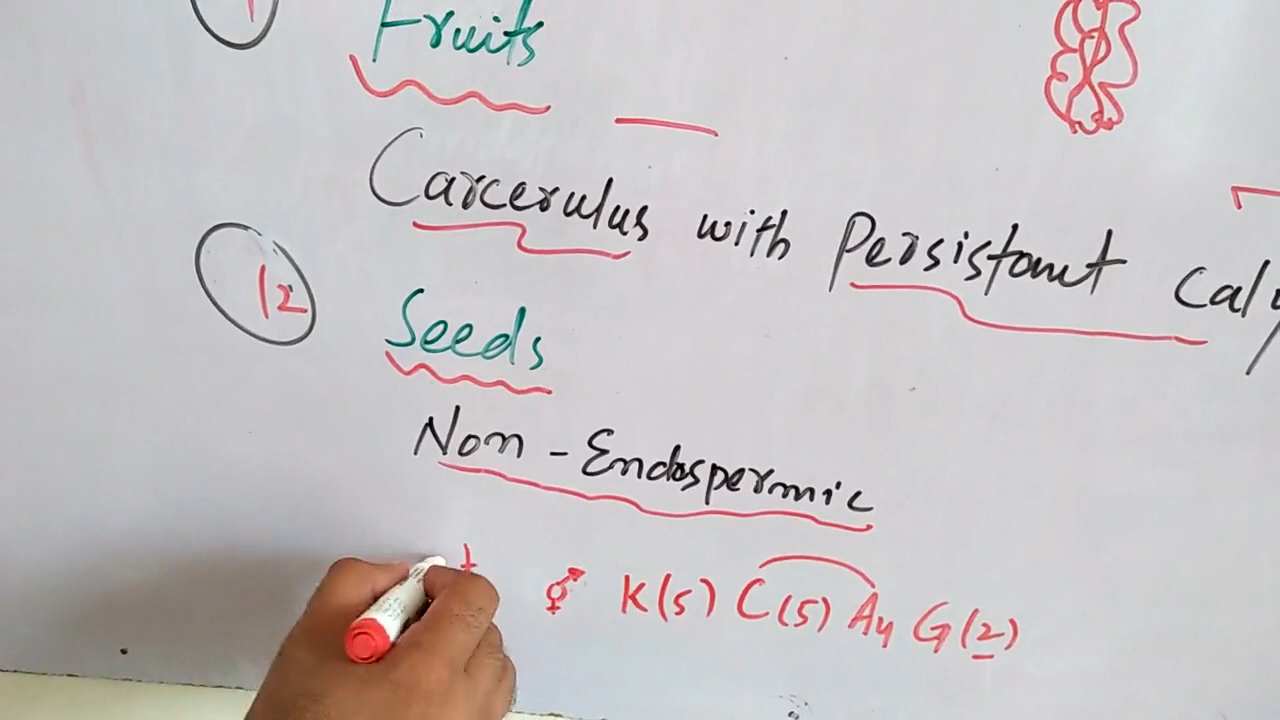 Fruits
Carcerulus with Persistant Caly
12
Seeds
Non-Endospermic
⚥ K(5) C(5) A4 G(2)